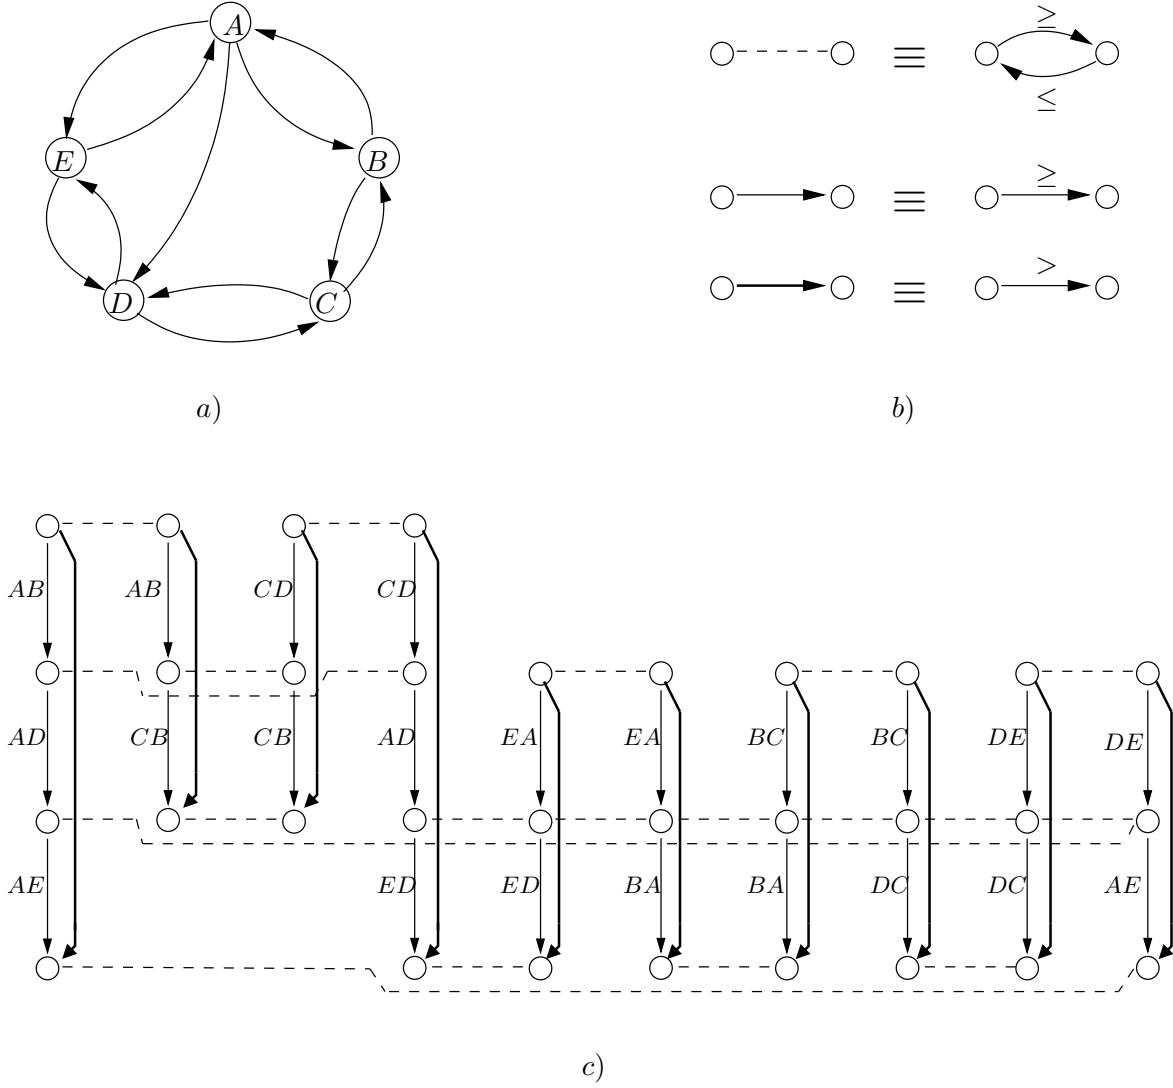 A
E
B
D
C
a)
≡ ≥ ≤
≡ ≥
≡ >
b)
AB AB CD CD
AD CB CB AD EA EA BC BC DE DE
AE ED ED BA BA DC DC AE
c)